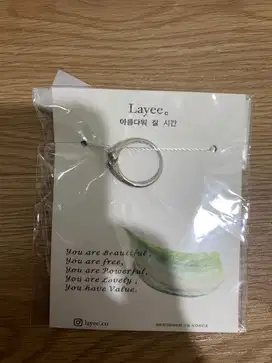 Layee。
아름다워 질 시간
You are Beautiful,
You are free,
You are Powerful,
You are Lovely,
You Have Value.
layee.co